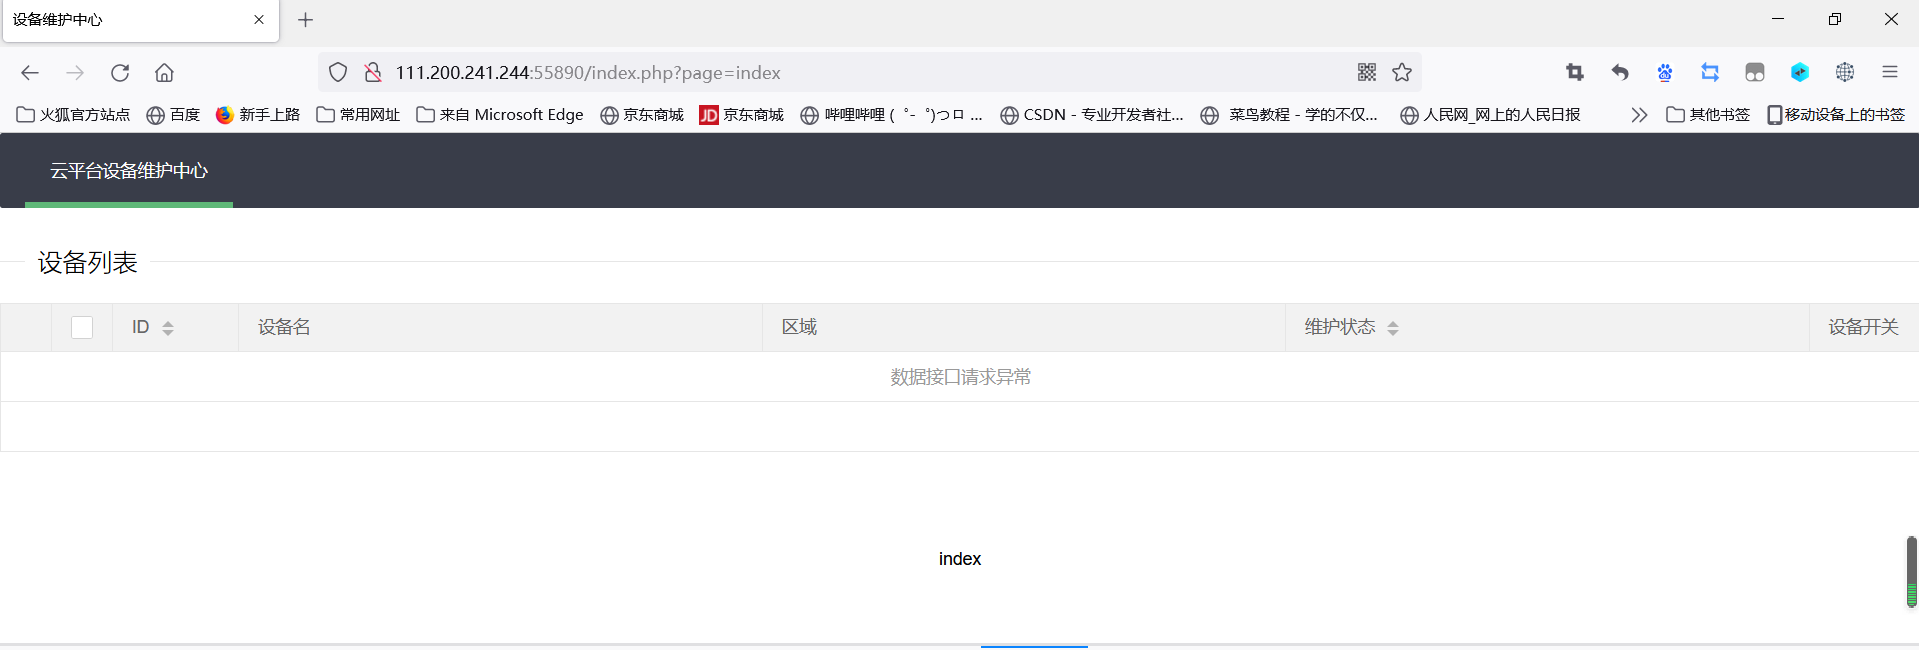 设备维护中心
111.200.241.244:55890/index.php?page=index
火狐官方站点 百度 新手上路 常用网址 来自 Microsoft Edge 京东商城 JD 京东商城 哔哩哔哩 ( ゜- ゜)つロ ... CSDN - 专业开发者社... 菜鸟教程 - 学的不仅... 人民网_网上的人民日报 其他书签 移动设备上的书签
云平台设备维护中心
设备列表
ID 设备名 区域 维护状态 设备开关
数据接口请求异常
index